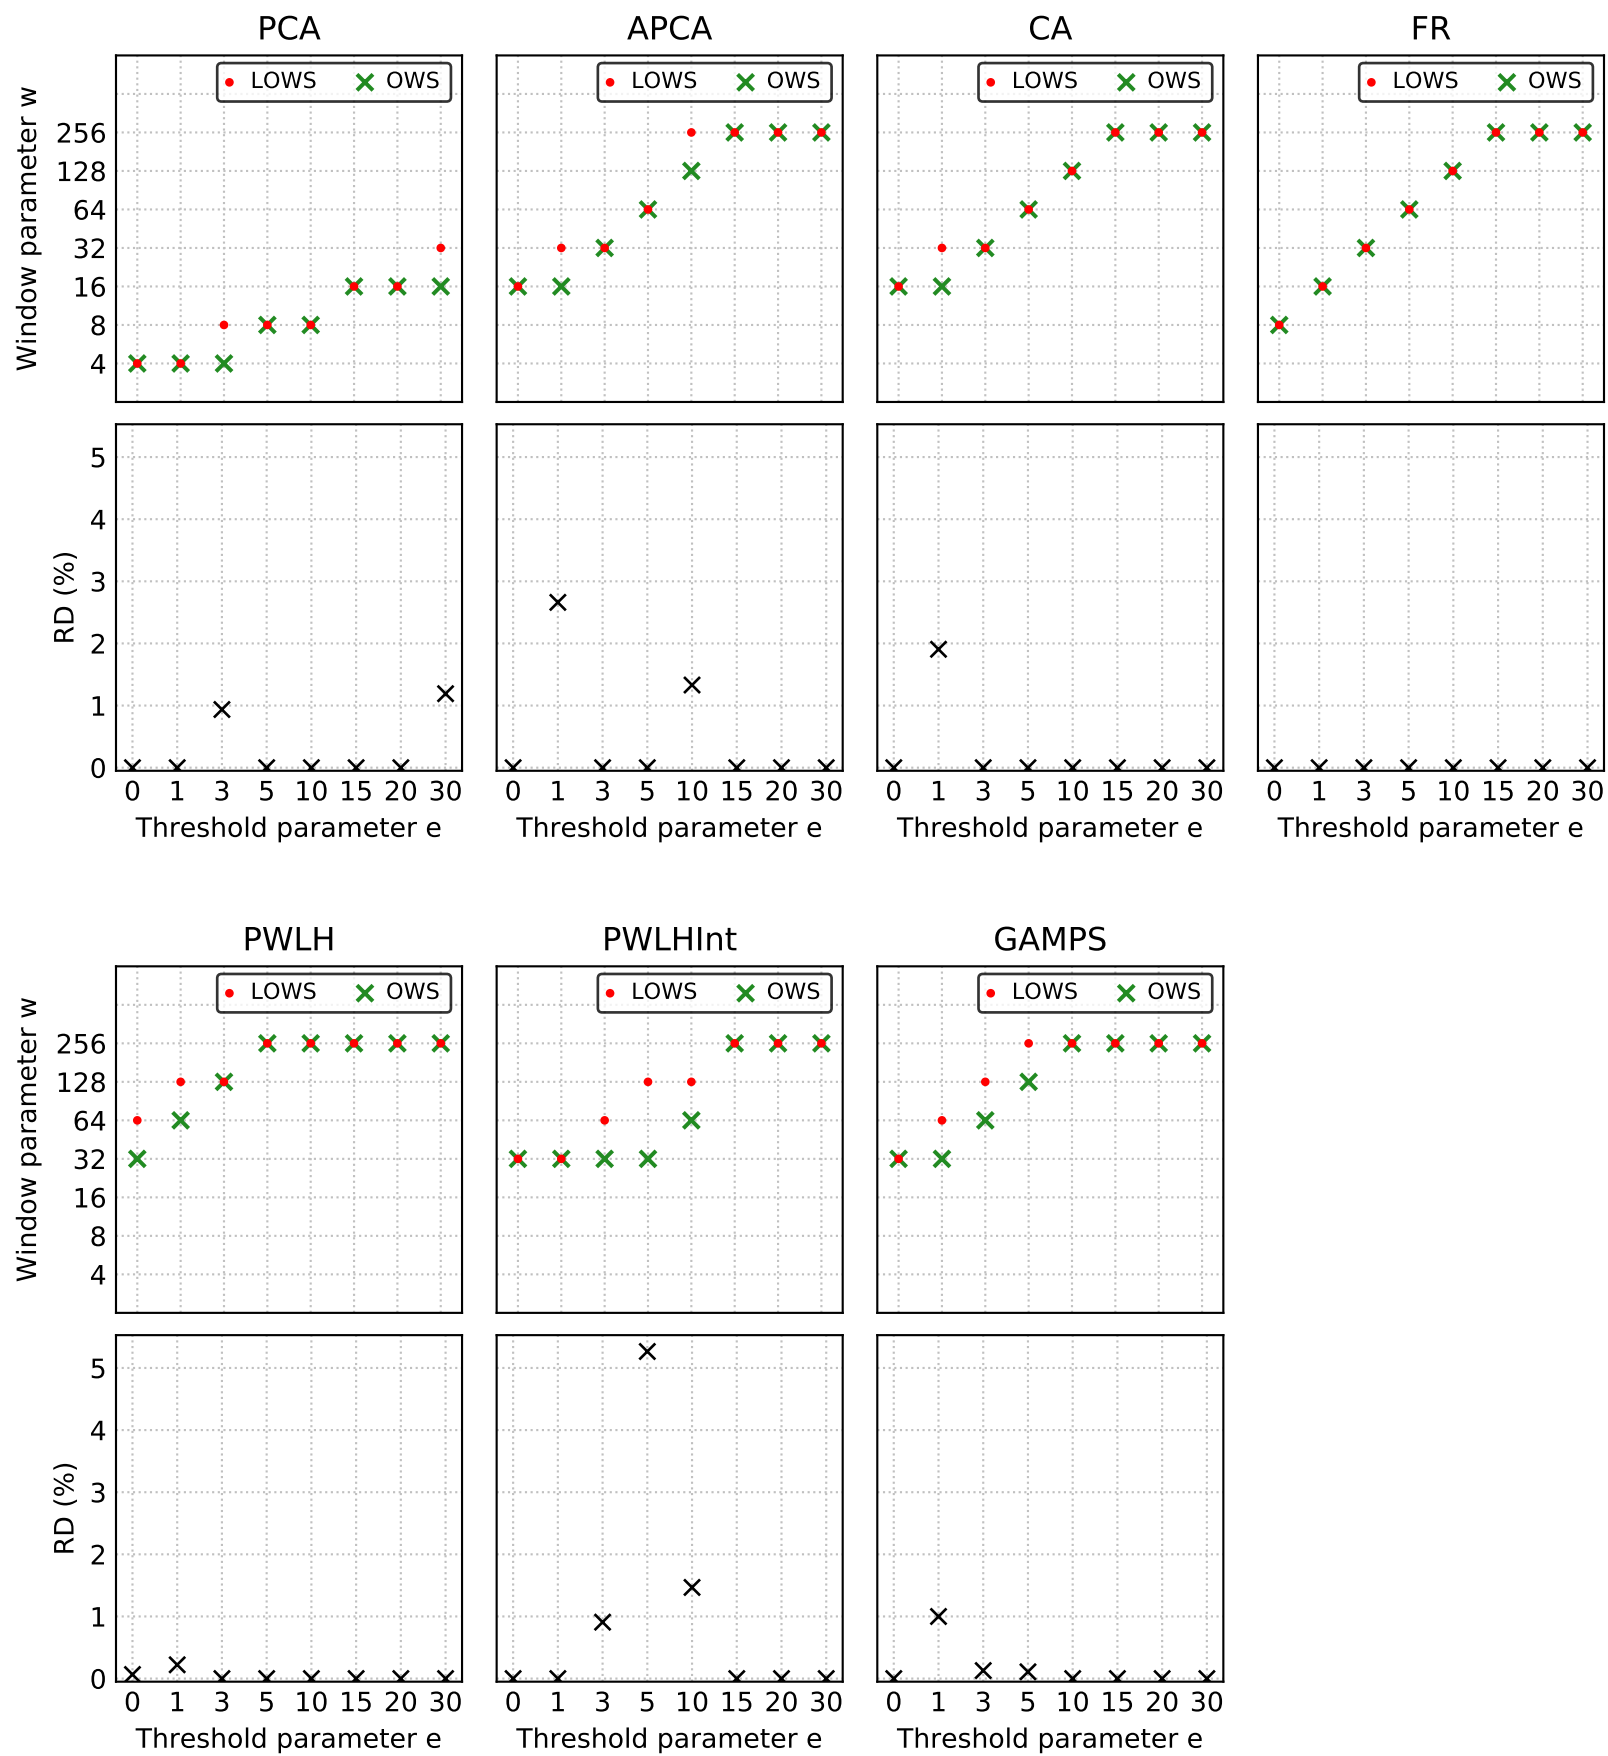 PCA APCA CA FR
LOWS OWS LOWS OWS LOWS OWS LOWS OWS
Window parameter w
256
128
64
32
16
8
4
RD (%)
5
4
3
2
1
0
0 1 3 5 10 15 20 30 0 1 3 5 10 15 20 30 0 1 3 5 10 15 20 30 0 1 3 5 10 15 20 30
Threshold parameter e Threshold parameter e Threshold parameter e Threshold parameter e
PWLH PWLHInt GAMPS
LOWS OWS LOWS OWS LOWS OWS
Window parameter w
256
128
64
32
16
8
4
RD (%)
5
4
3
2
1
0
0 1 3 5 10 15 20 30 0 1 3 5 10 15 20 30 0 1 3 5 10 15 20 30
Threshold parameter e Threshold parameter e Threshold parameter e